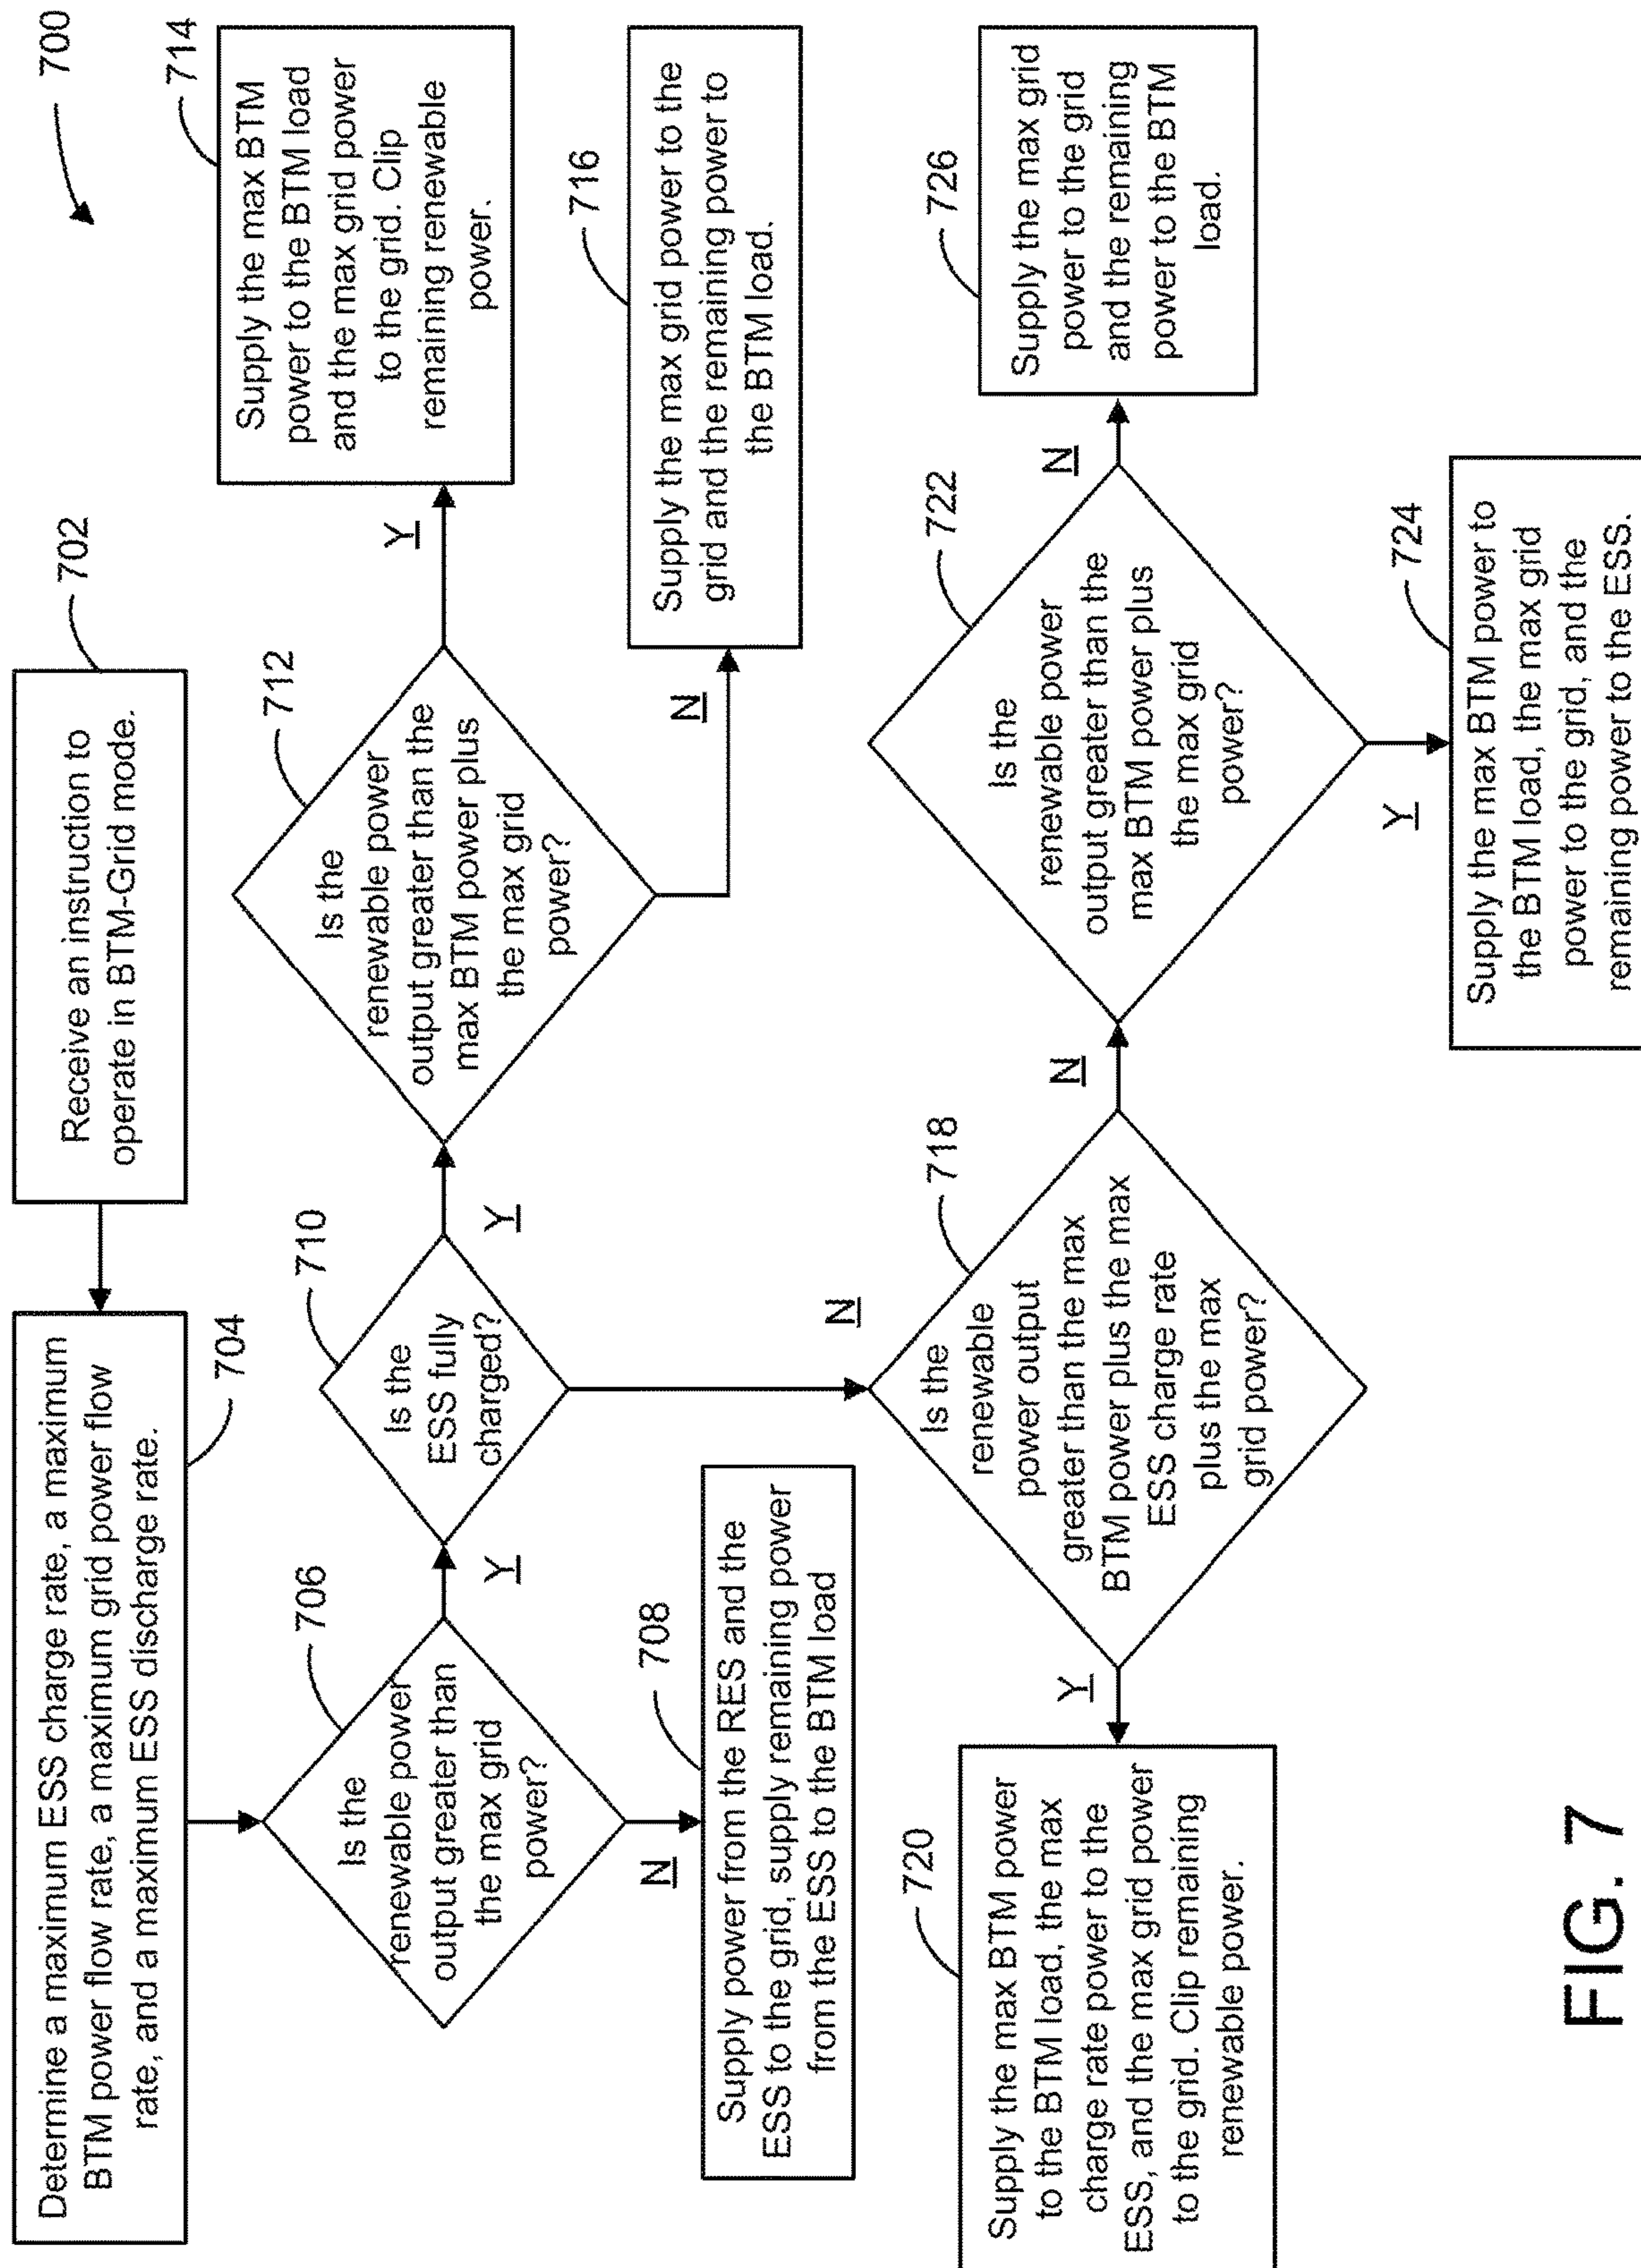 700
Receive an instruction to
operate in BTM-Grid mode.
702
Determine a maximum ESS charge rate, a maximum
BTM power flow rate, a maximum grid power flow
rate, and a maximum ESS discharge rate.
704
Is the
renewable power
output greater than
the max grid
power?
706
Y
N
Supply power from the RES and the
ESS to the grid, supply remaining power
from the ESS to the BTM load
708
Is the
ESS fully
charged?
710
Y
N
Is the
renewable power
output greater than the
max BTM power plus
the max grid
power?
712
Y
N
Supply the max BTM
power to the BTM load
and the max grid power
to the grid. Clip
remaining renewable
power.
714
Supply the max grid power to the
grid and the remaining power to
the BTM load.
716
Is the
renewable
power output
greater than the max
BTM power plus the max
ESS charge rate
plus the max
grid power?
718
Y
N
Supply the max BTM power
to the BTM load, the max
charge rate power to the
ESS, and the max grid power
to the grid. Clip remaining
renewable power.
720
Is the
renewable power
output greater than the
max BTM power plus
the max grid
power?
722
Y
N
Supply the max BTM power to
the BTM load, the max grid
power to the grid, and the
remaining power to the ESS.
724
Supply the max grid
power to the grid
and the remaining
power to the BTM
load.
726
FIG. 7